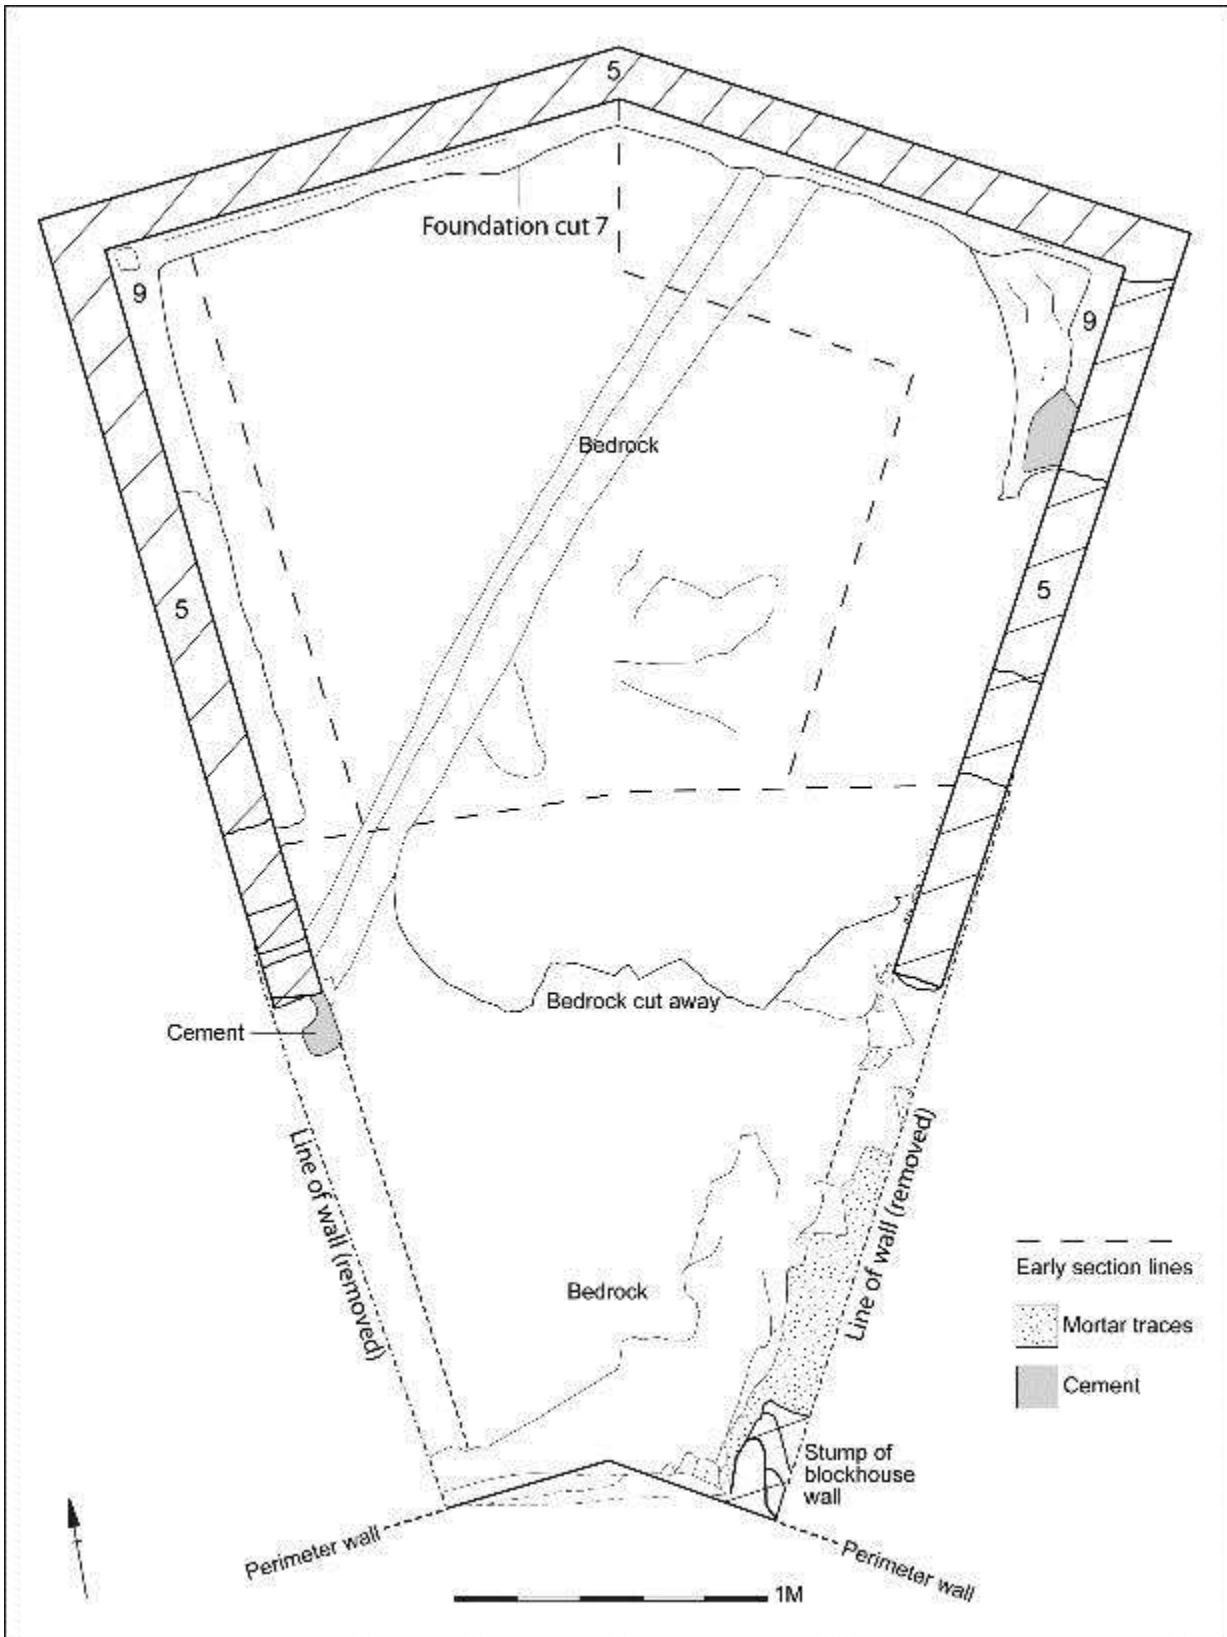 5
Foundation cut 7
9
9
Bedrock
5
5
Bedrock cut away
Cement
Line of wall (removed)
Line of wall (removed)
Bedrock
Early section lines
Mortar traces
Cement
Stump of
blockhouse
wall
Perimeter wall
Perimeter wall
1M